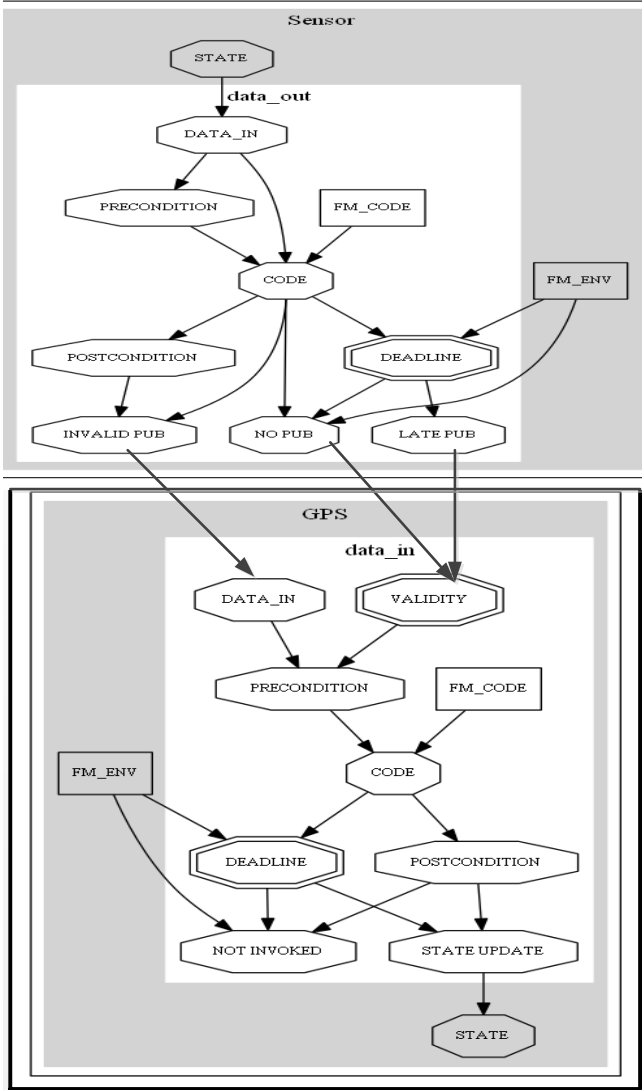 Sensor
STATE
data_out
DATA_IN
PRECONDITION
FM_CODE
CODE
FM_ENV
POSTCONDITION
DEADLINE
INVALID PUB
NO PUB
LATE PUB
GPS
data_in
DATA_IN
VALIDITY
PRECONDITION
FM_CODE
FM_ENV
CODE
DEADLINE
POSTCONDITION
NOT INVOKED
STATE UPDATE
STATE